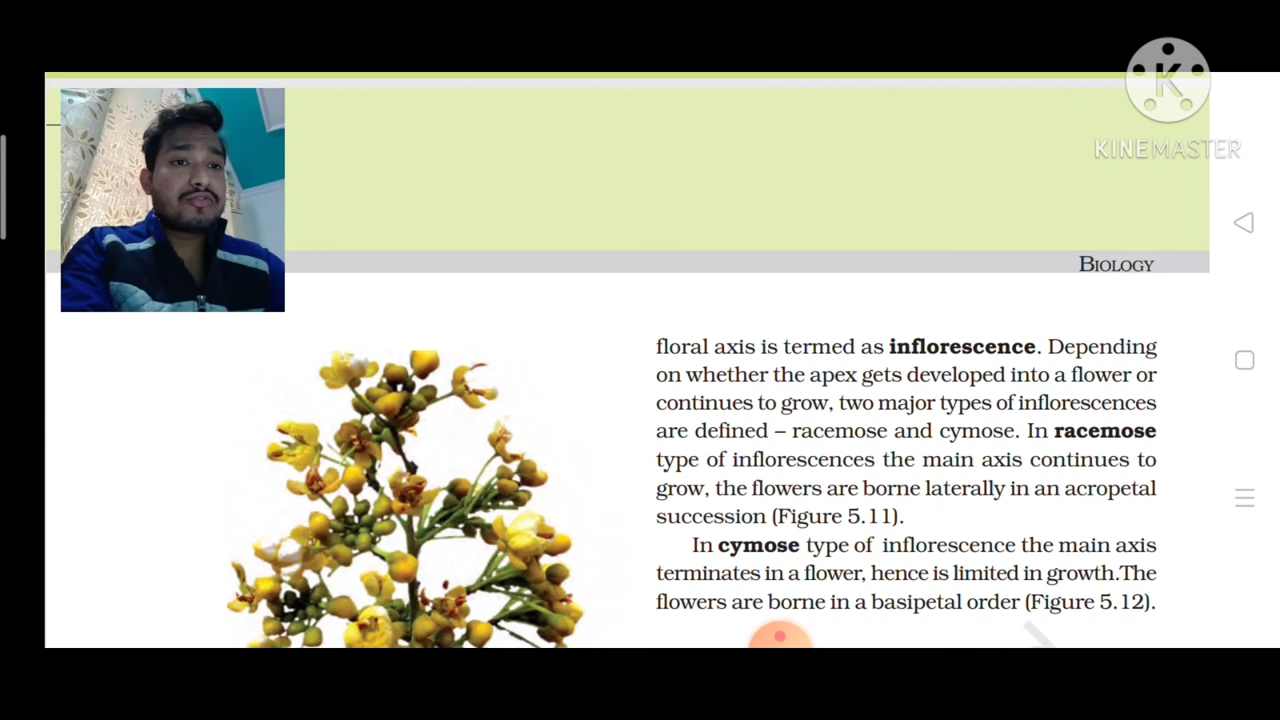 KINEMASTER
BIOLOGY
floral axis is termed as inflorescence. Depending
on whether the apex gets developed into a flower or
continues to grow, two major types of inflorescences
are defined – racemose and cymose. In racemose
type of inflorescences the main axis continues to
grow, the flowers are borne laterally in an acropetal
succession (Figure 5.11).
In cymose type of inflorescence the main axis
terminates in a flower, hence is limited in growth.The
flowers are borne in a basipetal order (Figure 5.12).